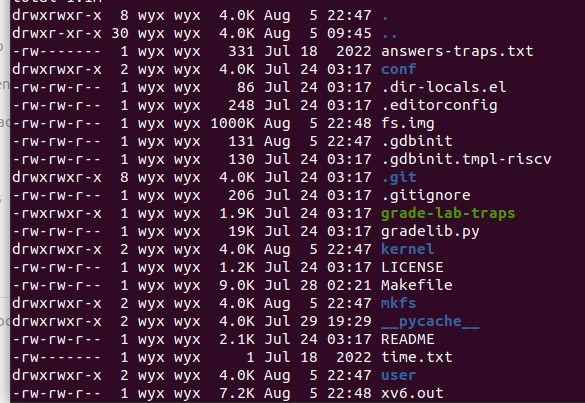 drwxrwxr-x 8 wyx wyx 4.0K Aug 5 22:47 .
drwxr-xr-x 30 wyx wyx 4.0K Aug 5 09:45 ..
-rw------- 1 wyx wyx 331 Jul 18 2022 answers-traps.txt
drwxrwxr-x 2 wyx wyx 4.0K Jul 24 03:17 conf
-rw-rw-r-- 1 wyx wyx 86 Jul 24 03:17 .dir-locals.el
-rw-rw-r-- 1 wyx wyx 248 Jul 24 03:17 .editorconfig
-rw-rw-r-- 1 wyx wyx 1000K Aug 5 22:48 fs.img
-rw-rw-r-- 1 wyx wyx 131 Aug 5 22:47 .gdbinit
-rw-rw-r-- 1 wyx wyx 130 Jul 24 03:17 .gdbinit.tmpl-riscv
drwxrwxr-x 8 wyx wyx 4.0K Jul 24 03:17 .git
-rw-rw-r-- 1 wyx wyx 206 Jul 24 03:17 .gitignore
-rwxrwxr-x 1 wyx wyx 1.9K Jul 24 03:17 grade-lab-traps
-rw-rw-r-- 1 wyx wyx 19K Jul 24 03:17 gradelib.py
drwxrwxr-x 2 wyx wyx 4.0K Aug 5 22:47 kernel
-rw-rw-r-- 1 wyx wyx 1.2K Jul 24 03:17 LICENSE
-rw-rw-r-- 1 wyx wyx 9.0K Jul 28 02:21 Makefile
drwxrwxr-x 2 wyx wyx 4.0K Aug 5 22:47 mkfs
drwxrwxr-x 2 wyx wyx 4.0K Jul 29 19:29 __pycache__
-rw-rw-r-- 1 wyx wyx 2.1K Jul 24 03:17 README
-rw------- 1 wyx wyx 1 Jul 18 2022 time.txt
drwxrwxr-x 2 wyx wyx 4.0K Aug 5 22:47 user
-rw-rw-r-- 1 wyx wyx 7.2K Aug 5 22:48 xv6.out